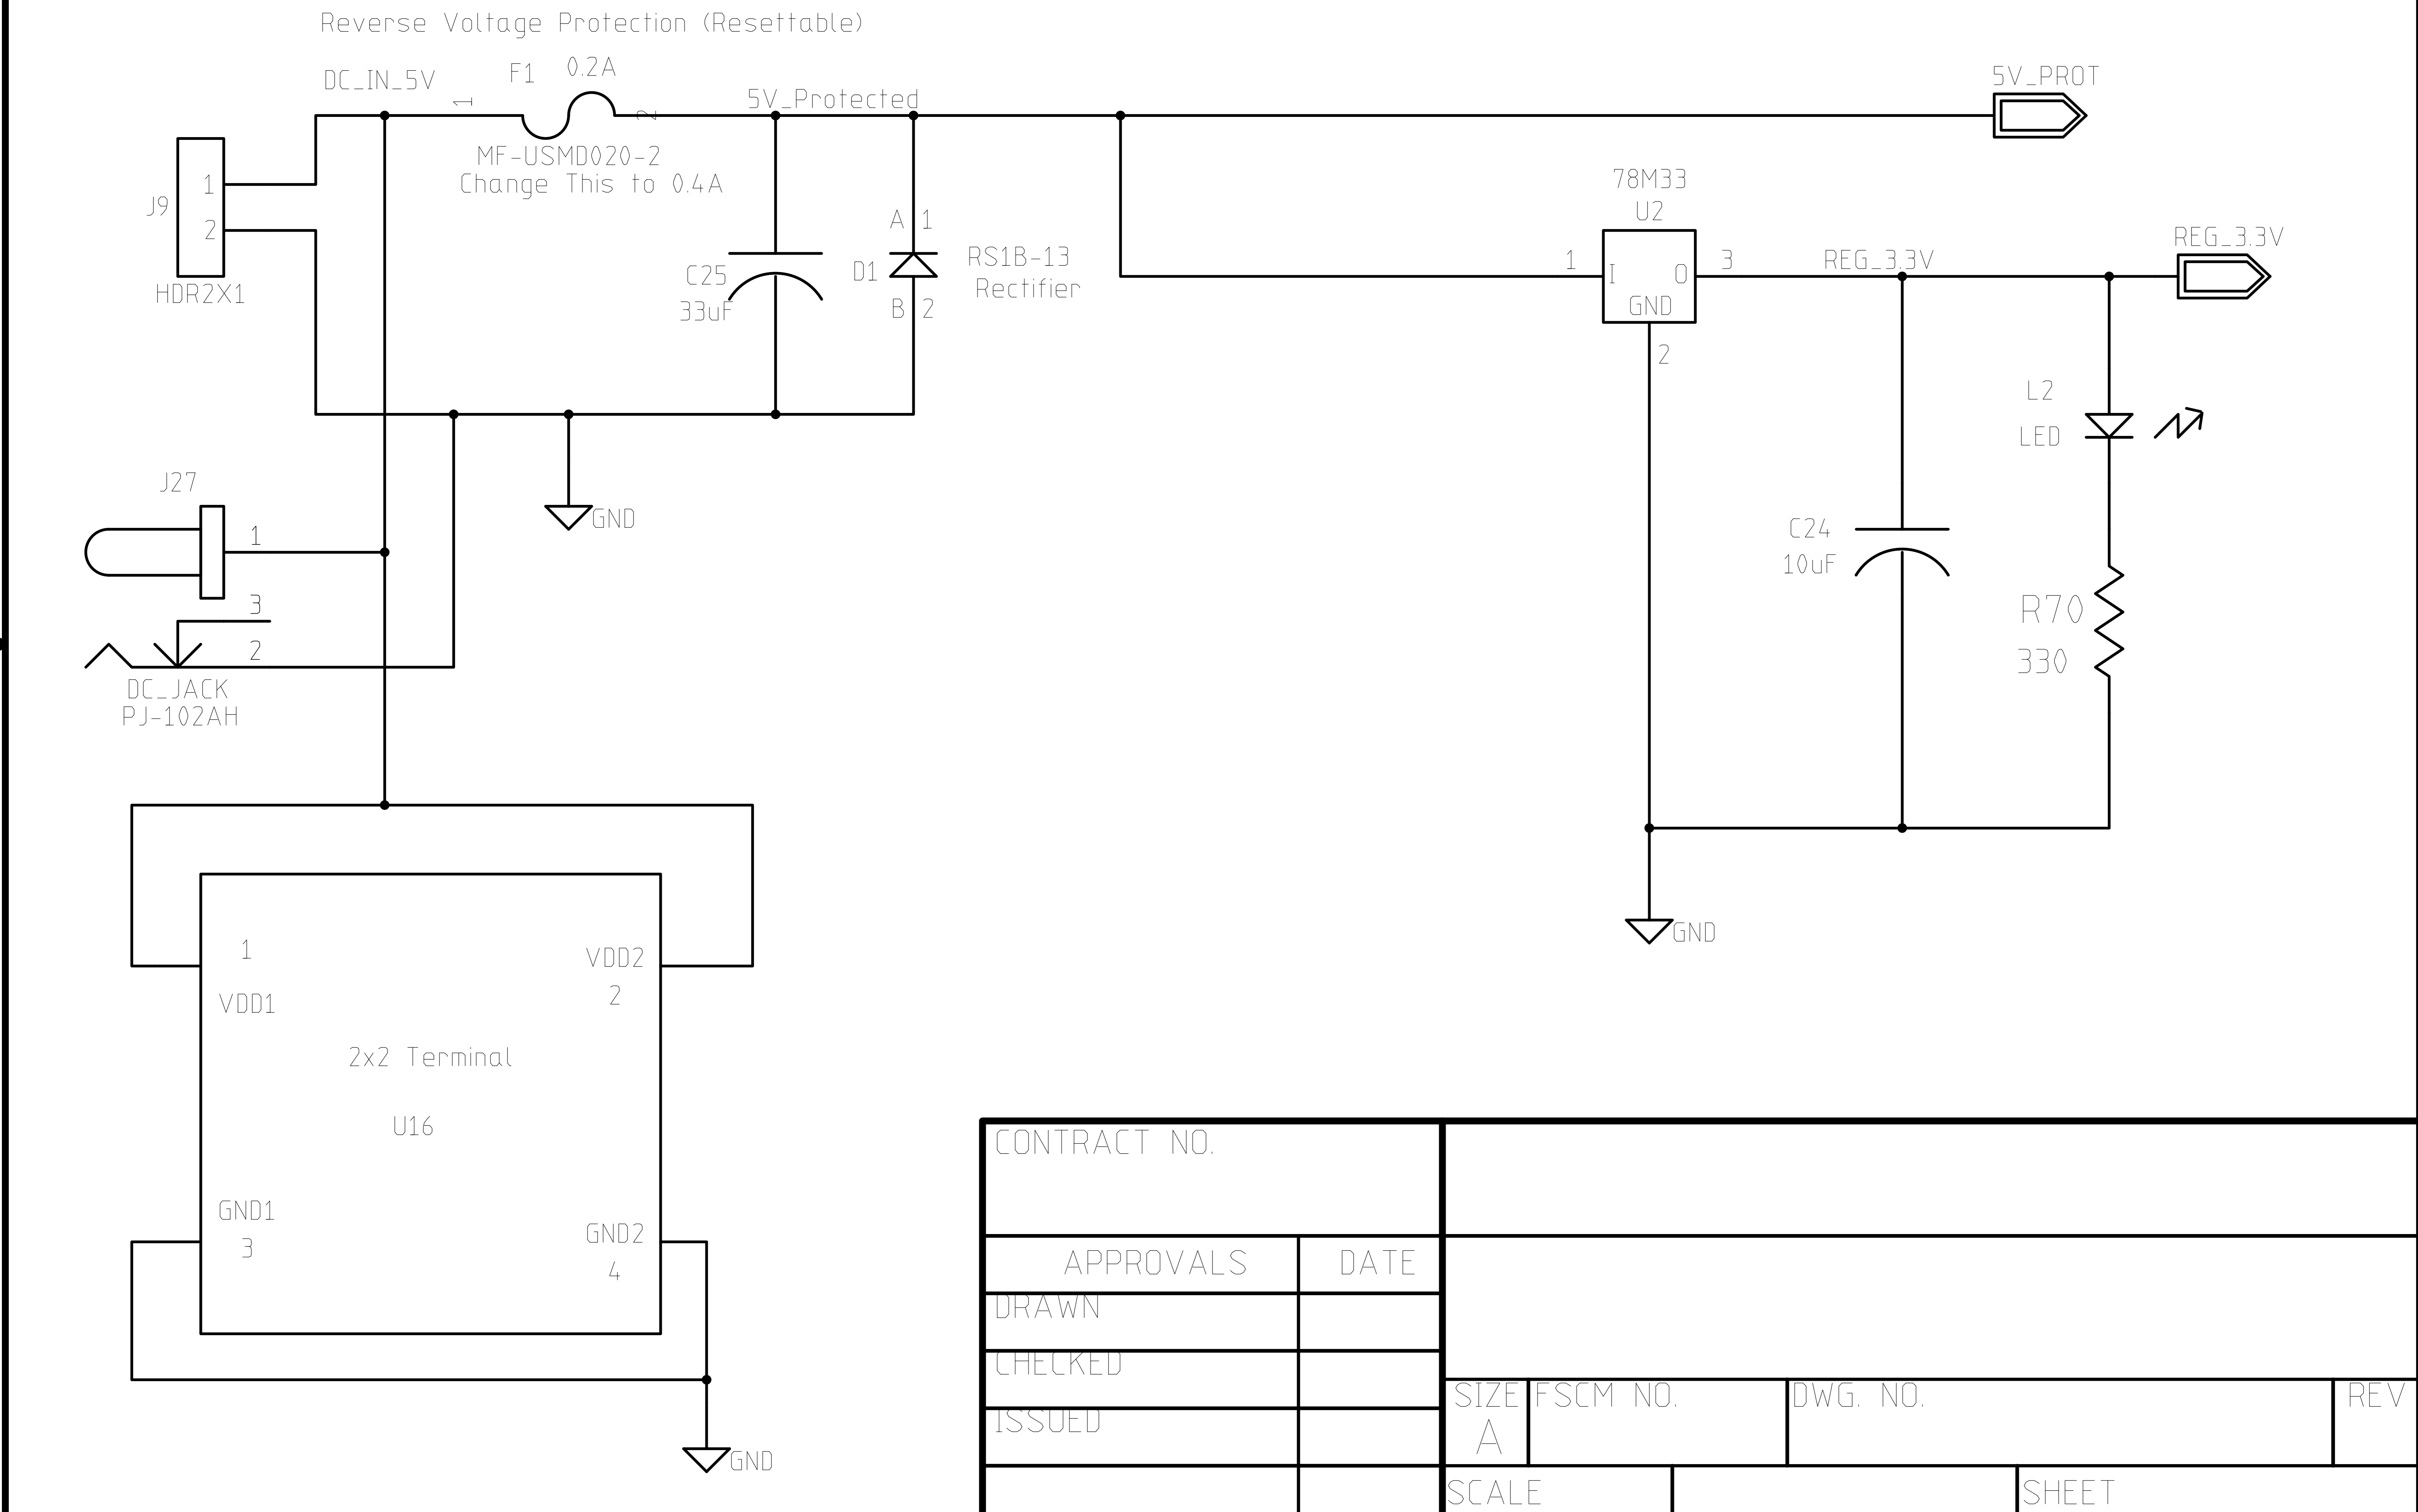 Reverse Voltage Protection (Resettable)
DC_IN_5V
F1
0.2A
1
2
5V_Protected
5V_PROT
MF-USMD020-2
Change This to 0.4A
J9
1
2
HDR2X1
C25
33uF
A 1
D1
B 2
RS1B-13
Rectifier
78M33
U2
1
I
O
3
GND
2
REG_3.3V
REG_3.3V
L2
LED
GND
J27
1
3
2
DC_JACK
PJ-102AH
C24
10uF
R70
330
GND
1
VDD1
VDD2
2
2x2 Terminal
U16
GND1
3
GND2
4
GND
CONTRACT NO.
APPROVALS
DATE
DRAWN
CHECKED
ISSUED
SIZE
A
FSCM NO.
DWG. NO.
REV
SCALE
SHEET